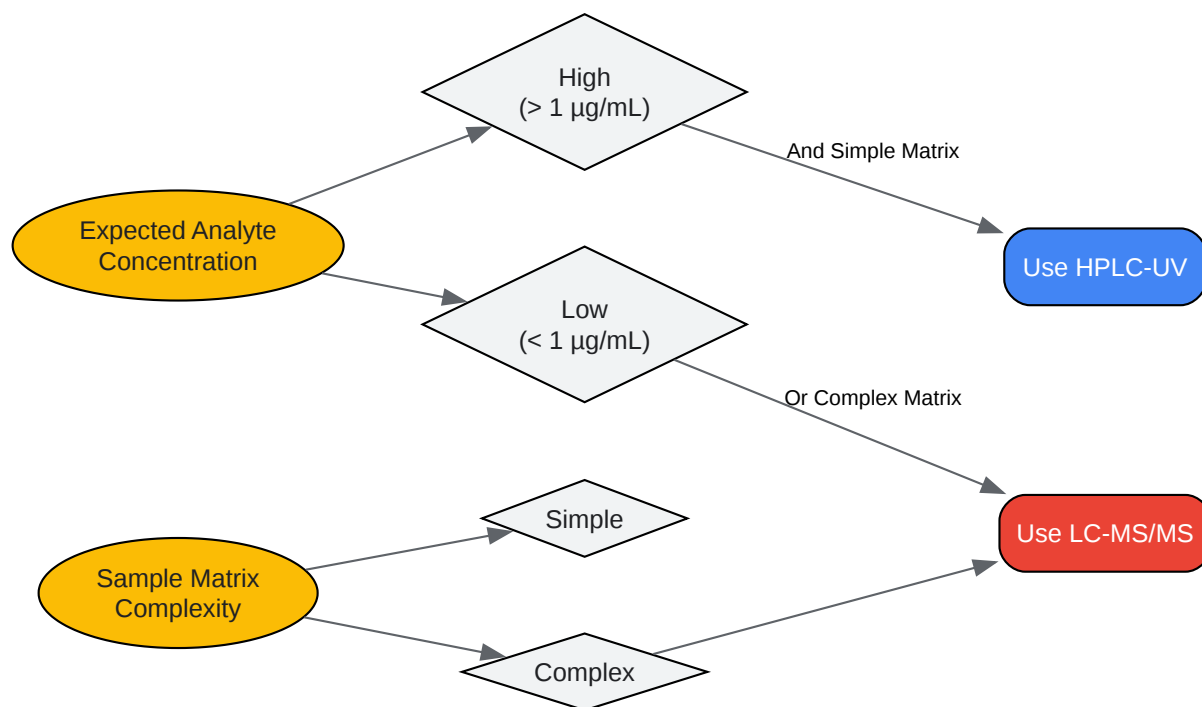 High
(> 1 µg/mL)
And Simple Matrix
Expected Analyte
Concentration
Use HPLC-UV
Low
(< 1 µg/mL)
Or Complex Matrix
Simple
Use LC-MS/MS
Sample Matrix
Complexity
Complex